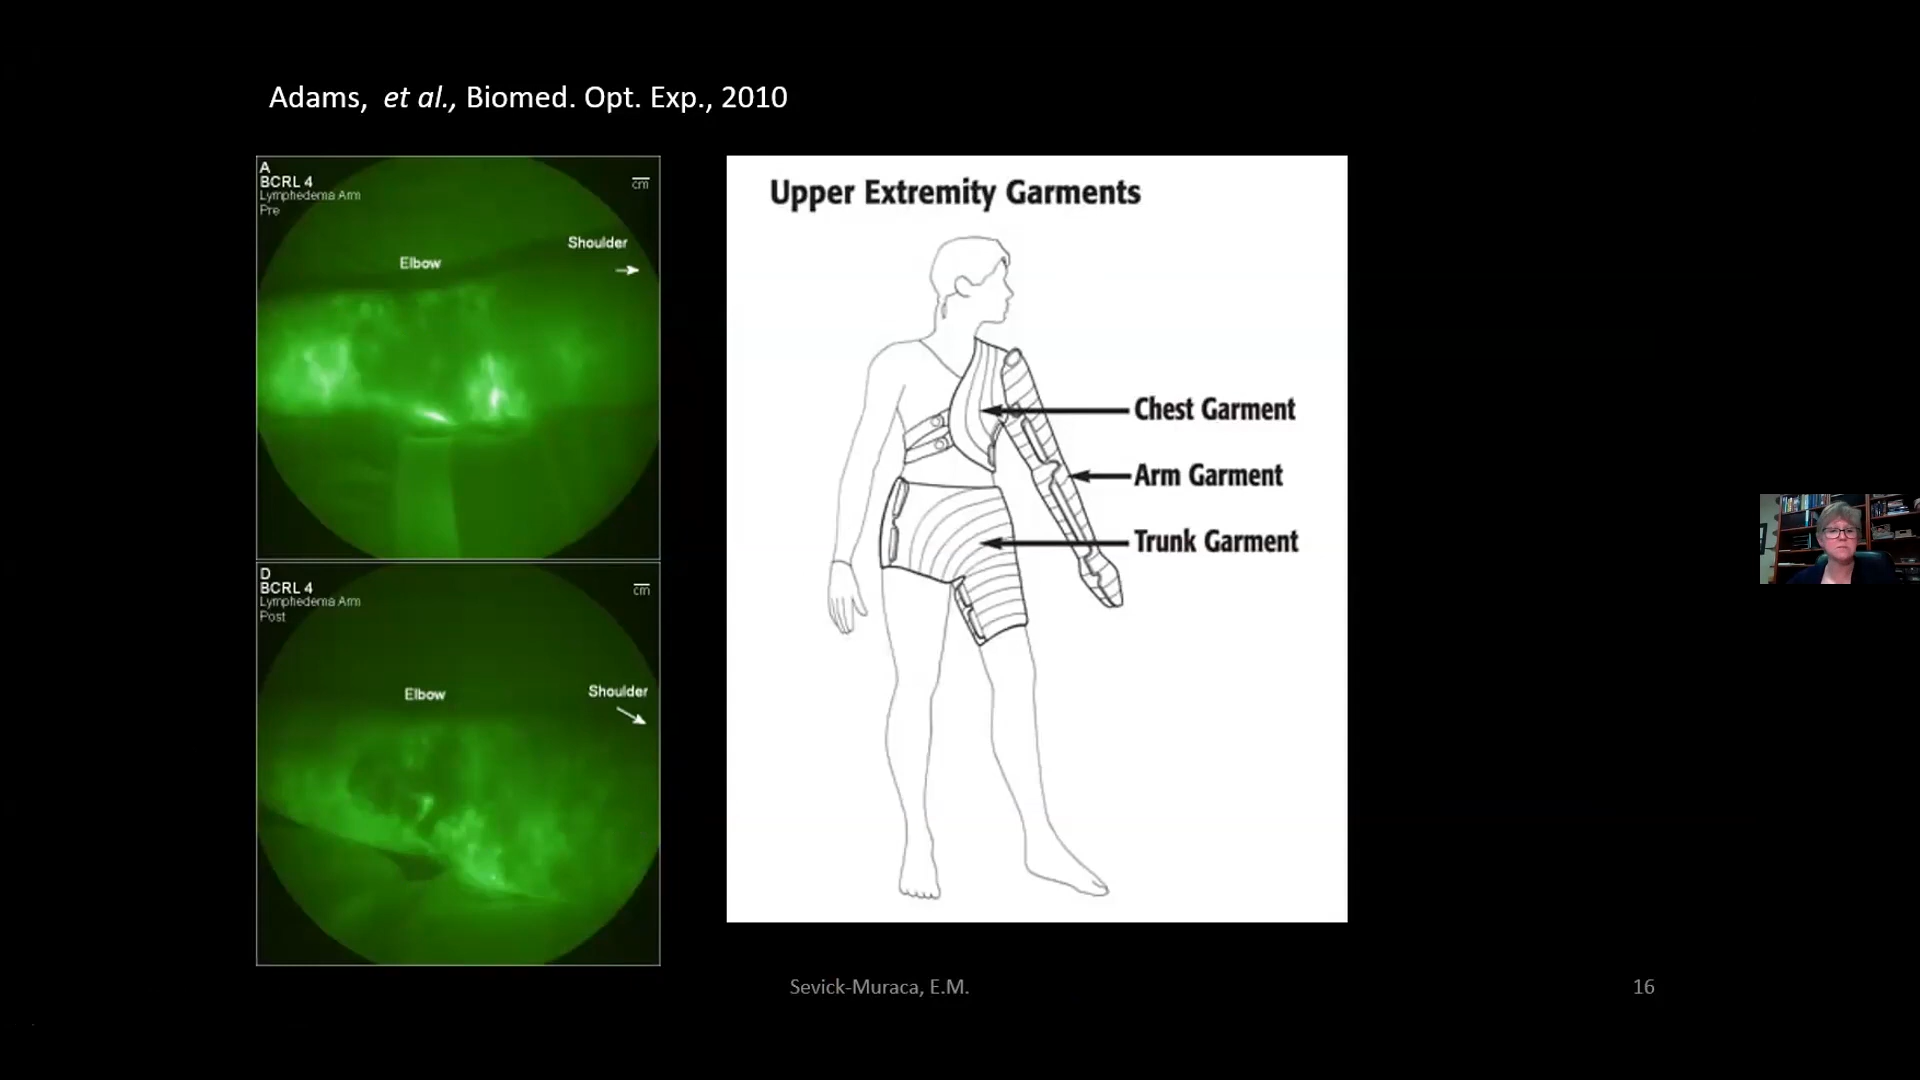 Adams, et al., Biomed. Opt. Exp., 2010
A
BCRL 4
Lymphedema Arm
Pre
cm
Shoulder
Elbow
D
BCRL 4
Lymphedema Arm
Post
cm
Elbow
Shoulder
Upper Extremity Garments
Chest Garment
Arm Garment
Trunk Garment
Sevick-Muraca, E.M.
16